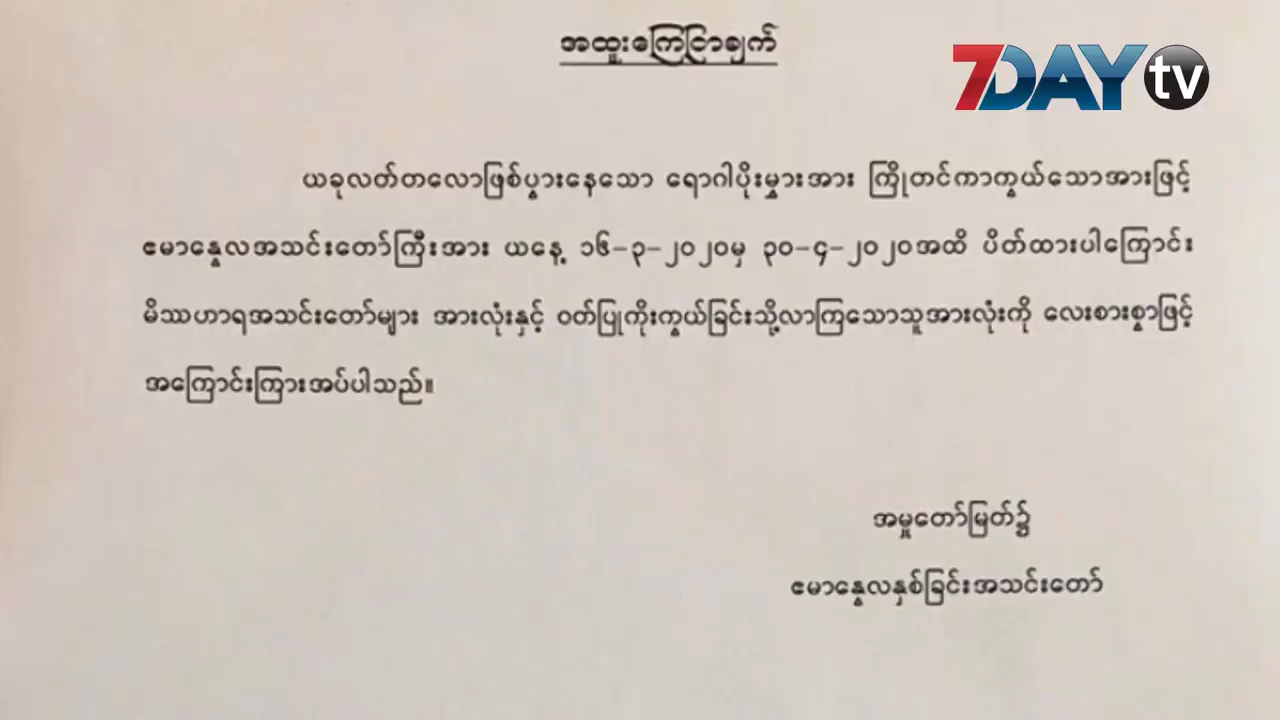 အထူးကြေငြာချက်
7DAY tv
ယခုလတ်တလောဖြစ်ပွားနေသော ရောဂါပိုးမွှားအား ကြိုတင်ကာကွယ်သောအားဖြင့်
ဧမာနွေလအသင်းတော်ကြီးအား ယနေ့ ၁၆-၃-၂၀၂၀မှ ၃၀-၄-၂၀၂၀အထိ ပိတ်ထားပါကြောင်း
မိဿဟာရအသင်းတော်များ အားလုံးနှင့် ဝတ်ပြုကိုးကွယ်ခြင်းသို့လာကြသောသူအားလုံးကို လေးစားစွာဖြင့်
အကြောင်းကြားအပ်ပါသည်။
အမှုတော်မြတ်၌
ဧမာနွေလနှစ်ခြင်းအသင်းတော်